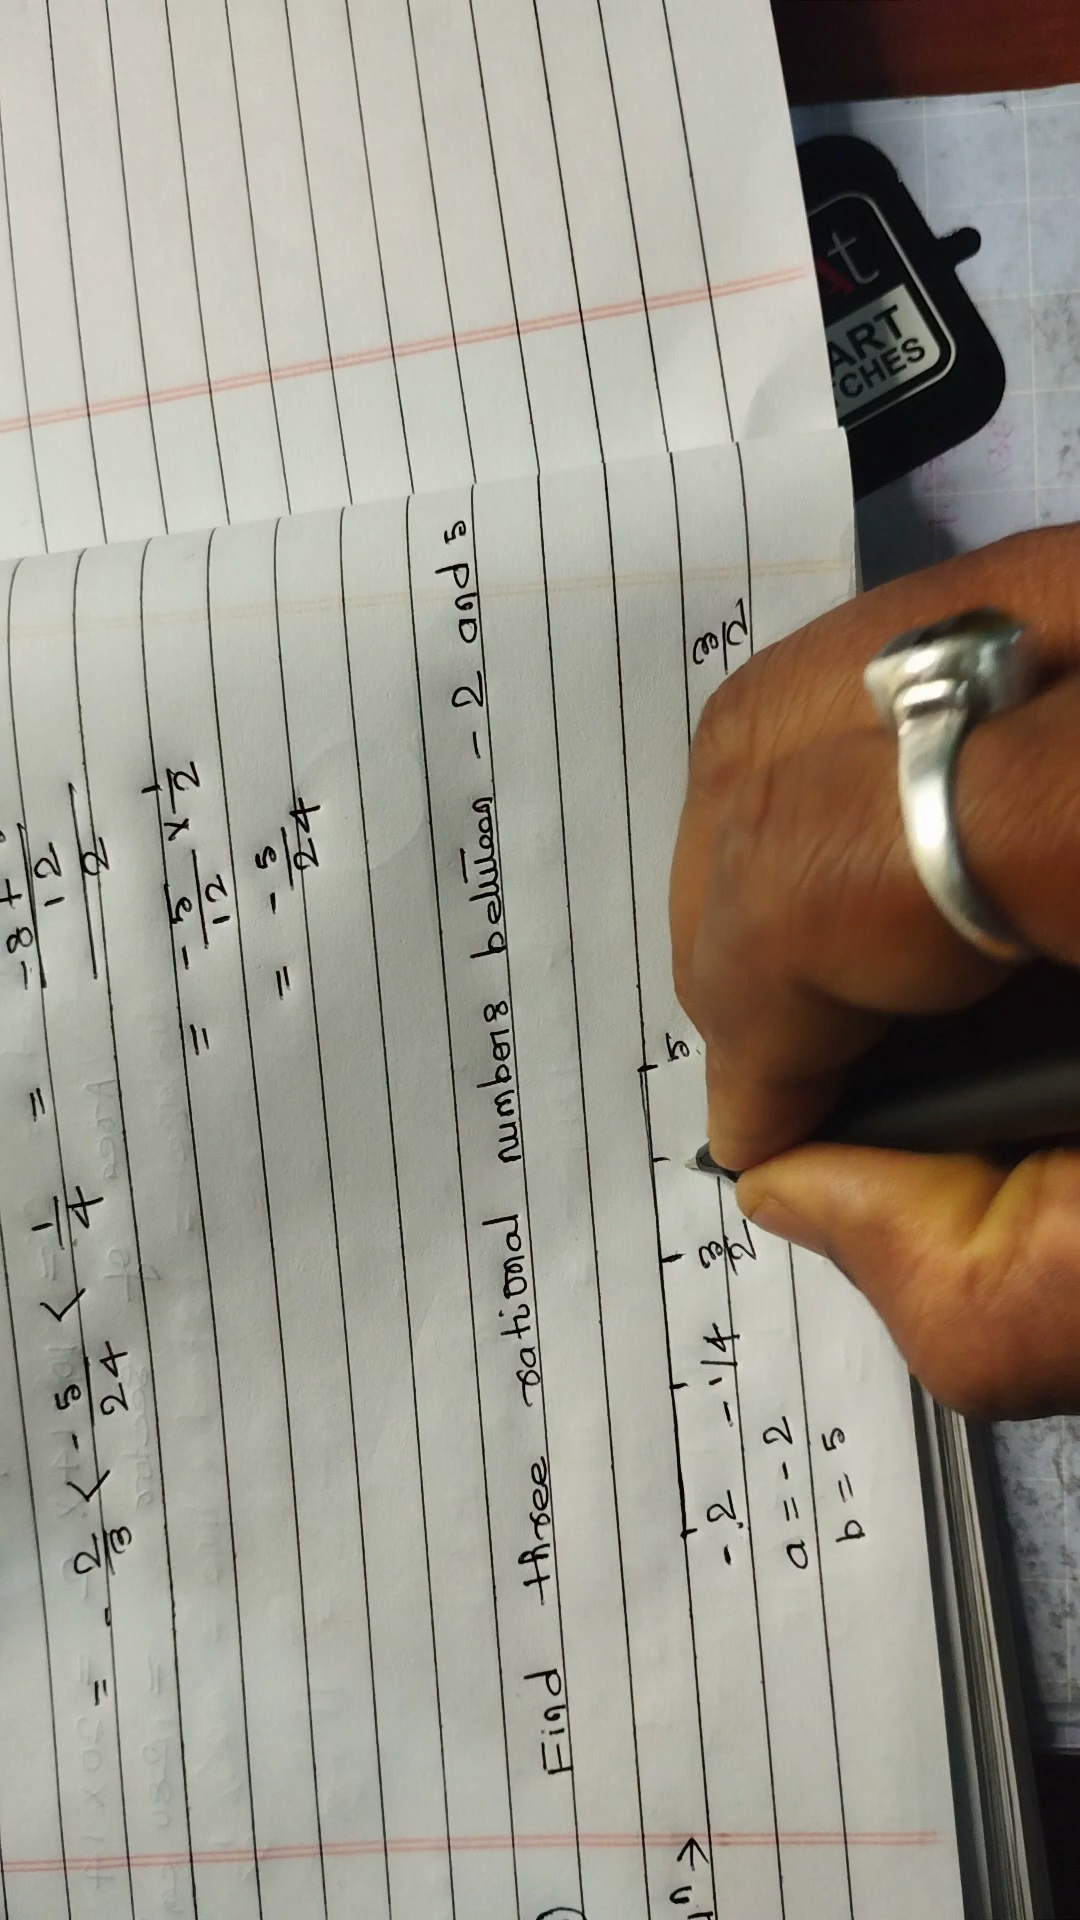 -8 +
12
= - 2/3 < - 5/24 < - 1/4 = 2
= - 5/12 × 1/2
= - 5/24
Find three rational numbers between - 2 and 5
- 2 - 1/4 3/2 5 3/2
a = - 2
b = 5
ART
CHES